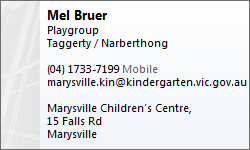 Mel Bruer
Playgroup
Taggerty / Narberthong
(04) 1733-7199 Mobile
marysville.kin@kindergarten.vic.gov.au
Marysville Children´s Centre,
15 Falls Rd
Marysville